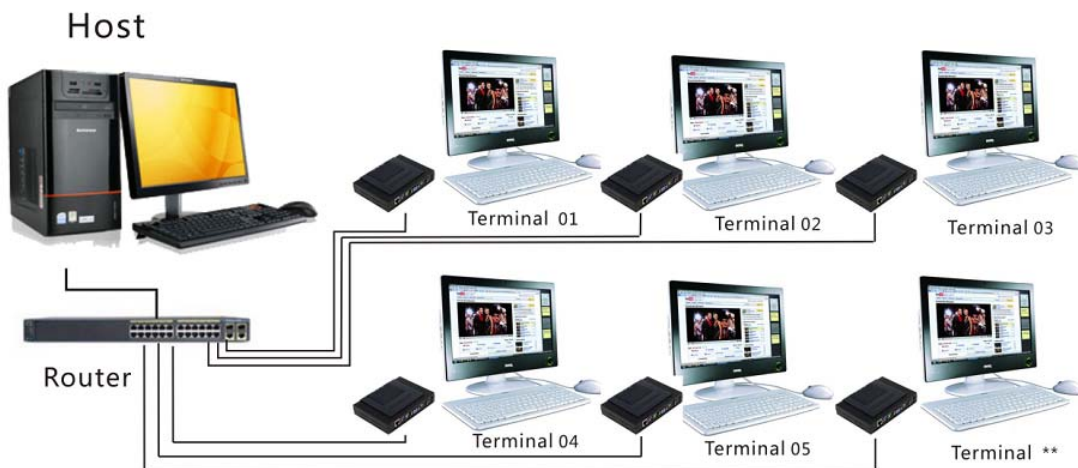 Host
Terminal 01
Terminal 02
Terminal 03
Router
Terminal 04
Terminal 05
Terminal **